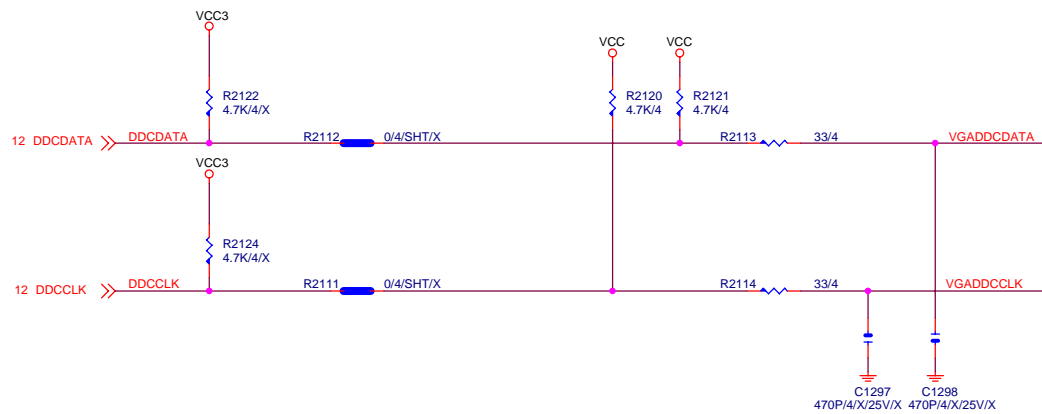 VCC3
VCC
VCC
R2122
4.7K/4/X
R2120
4.7K/4
R2121
4.7K/4
12 DDCDATA
DDCDATA
R2112
0/4/SHT/X
R2113
33/4
VGADDCDATA
VCC3
R2124
4.7K/4/X
12 DDCCLK
DDCCLK
R2111
0/4/SHT/X
R2114
33/4
VGADDCCLK
C1297
470P/4/X/25V/X
C1298
470P/4/X/25V/X